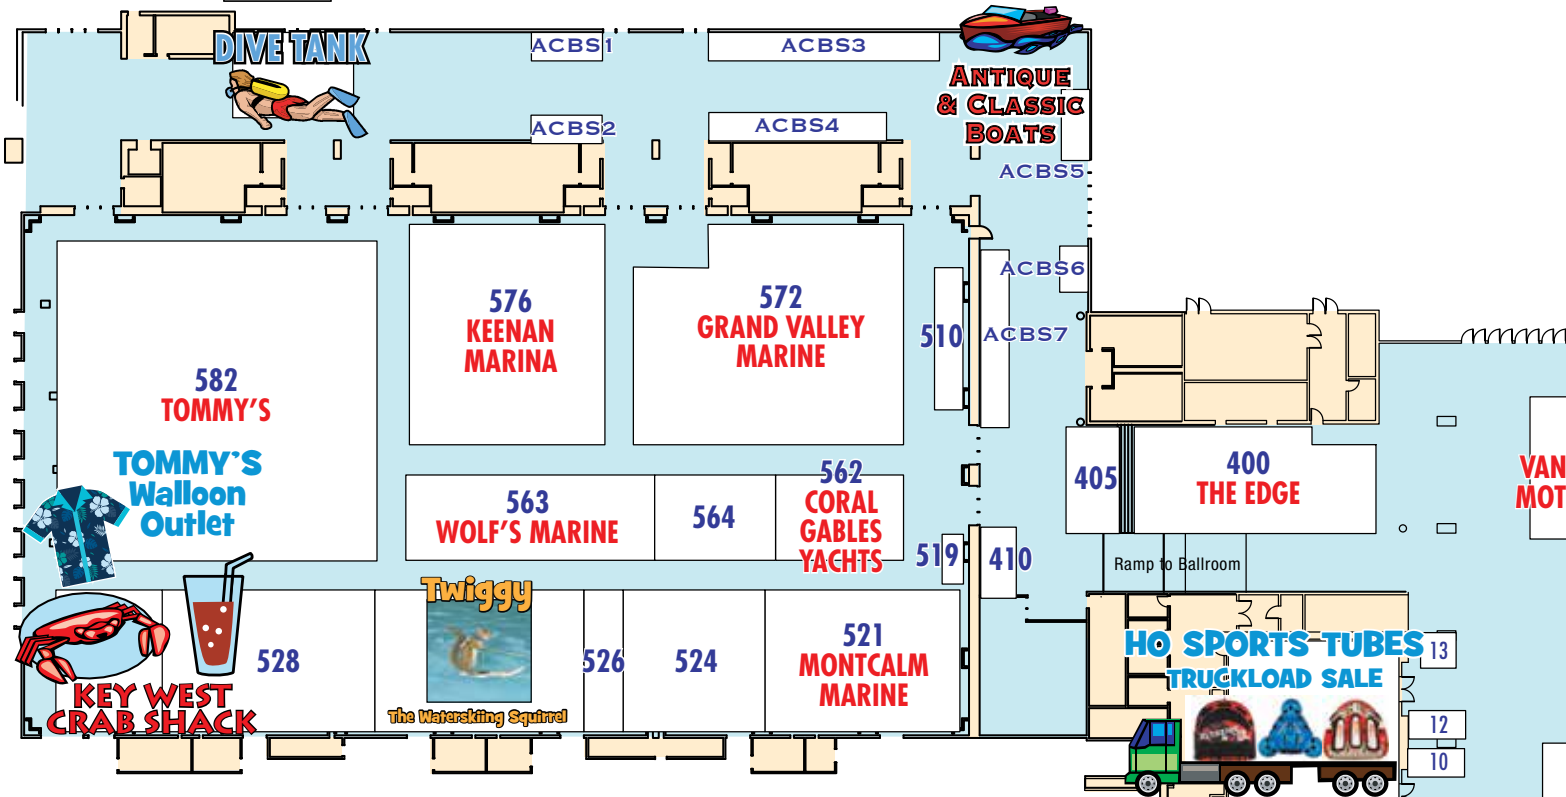 DIVE TANK
ACBS1
ACBS3
ANTIQUE
& CLASSIC
BOATS
ACBS2
ACBS4
ACBS5
ACBS6
ACBS7
576
KEENAN
MARINA
572
GRAND VALLEY
MARINE
510
582
TOMMY'S
TOMMY'S
Walloon
Outlet
563
WOLF'S MARINE
564
562
CORAL
GABLES
YACHTS
519
410
405
400
THE EDGE
VAN
MOT
Ramp to Ballroom
KEY WEST
CRAB SHACK
528
Twiggy
The Waterskiing Squirrel
526
524
521
MONTCALM
MARINE
HO SPORTS TUBES
TRUCKLOAD SALE
13
12
10